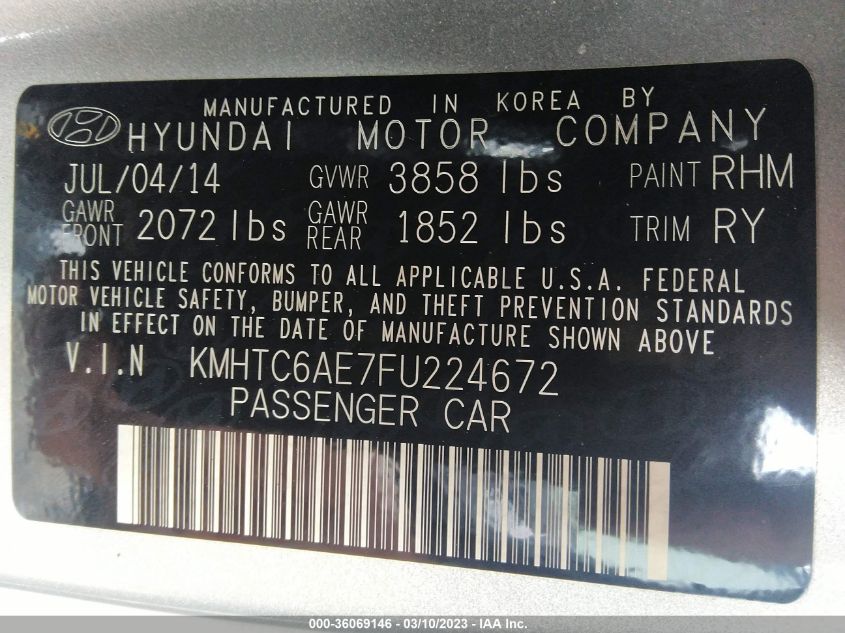 MANUFACTURED IN KOREA BY
HYUNDAI MOTOR COMPANY
JUL/04/14 GVWR 3858 lbs PAINT RHM
GAWR FRONT 2072 lbs GAWR REAR 1852 lbs TRIM RY
THIS VEHICLE CONFORMS TO ALL APPLICABLE U.S.A. FEDERAL
MOTOR VEHICLE SAFETY, BUMPER, AND THEFT PREVENTION STANDARDS
IN EFFECT ON THE DATE OF MANUFACTURE SHOWN ABOVE
V.I.N KMHTC6AE7FU224672
PASSENGER CAR
000-36069146 - 03/10/2023 - IAA Inc.